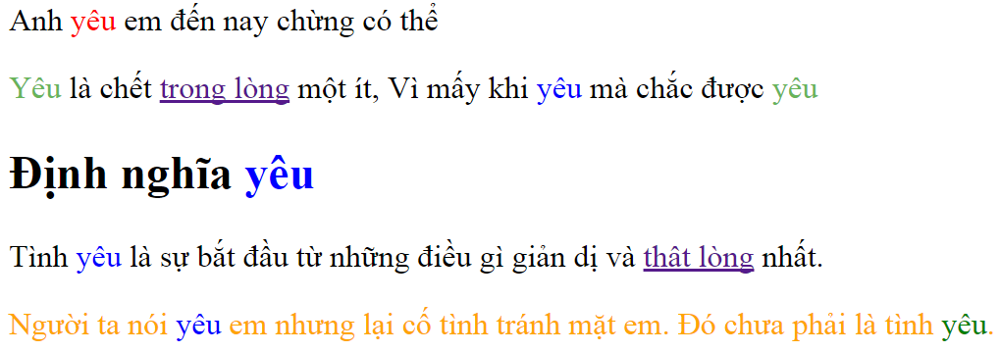 Anh yêu em đến nay chừng có thể
Yêu là chết trong lòng một ít, Vì mấy khi yêu mà chắc được yêu
Định nghĩa yêu
Tình yêu là sự bắt đầu từ những điều gì giản dị và thât lòng nhất.
Người ta nói yêu em nhưng lại cố tình tránh mặt em. Đó chưa phải là tình yêu.